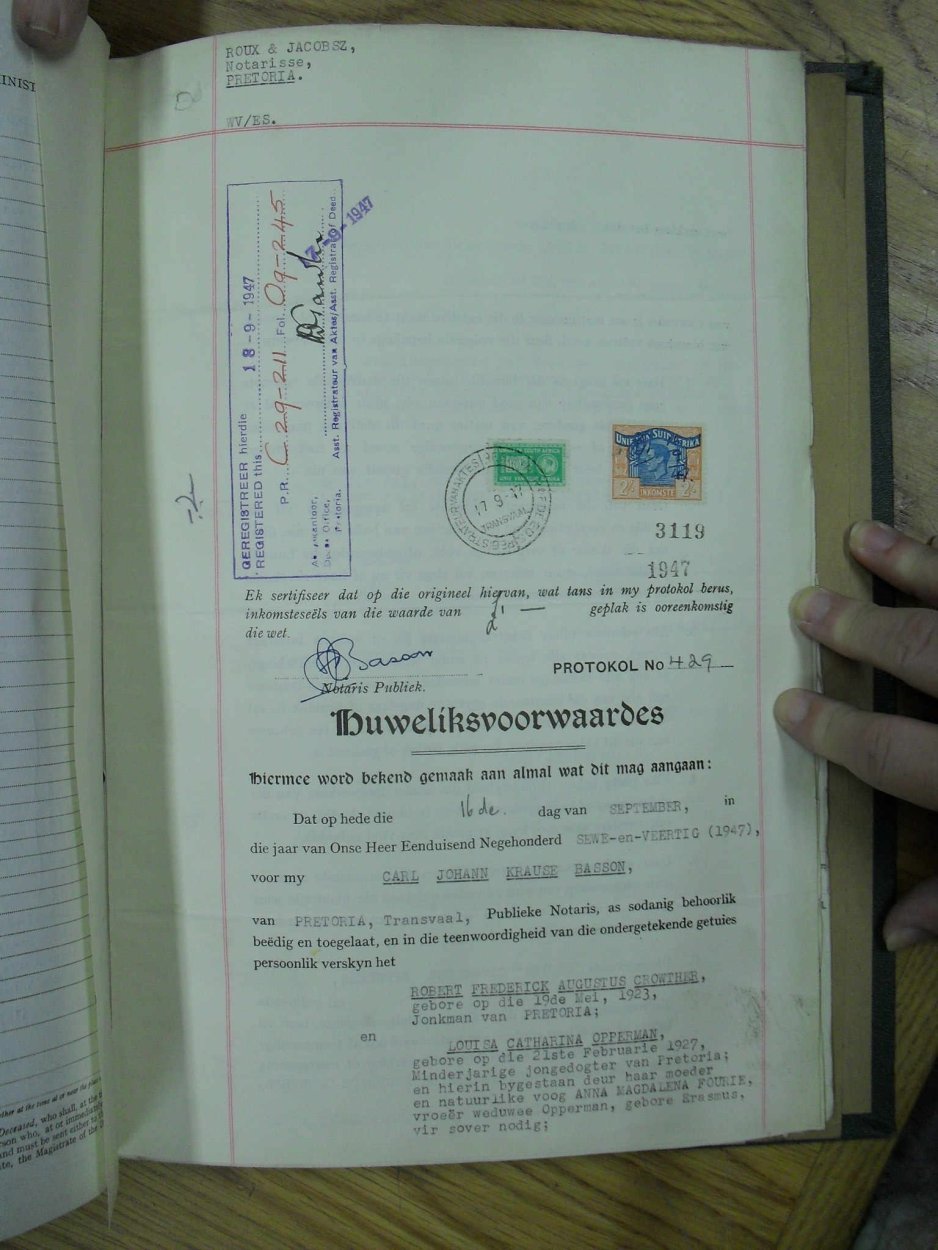 ROUX & JACOBSZ,
Notarisse,
PRETORIA.
WV/ES.
GEREGISTREER hierdie
REGISTERED this 18-9-1947
P.R. C 29-211 Fol. 09-245
Asst. Registrateur van Aktes/Asst. Registrar of Deed
-9-1947
Pretoria.
UNIE VAN SUID AFRIKA
2/- INKOMSTE 2/-
17-9-47
TRANSVAAL
3119
1947
Ek sertifiseer dat op die origineel hiervan, wat tans in my protokol berus,
inkomsteseëls van die waarde van geplak is ooreenkomstig
die wet.
Basson
Notaris Publiek.
PROTOKOL No 429
Huweliksvoorwaardes
Hiermee word bekend gemaak aan almal wat dit mag aangaan:
Dat op hede die 16de. dag van SEPTEMBER, in
die jaar van Onse Heer Eenduisend Negehonderd SEWE-en-VEERTIG (1947),
voor my CARL JOHANN KRAUSE BASSON,
van PRETORIA, Transvaal, Publieke Notaris, as sodanig behoorlik
beëdig en toegelaat, en in die teenwoordigheid van die ondergetekende getuies
persoonlik verskyn het
ROBERT FREDERICK AUGUSTUS CROWTHER,
gebore op die 19de Mei, 1923,
Jonkman van PRETORIA;
en
LOUISA CATHARINA OPPERMAN,
gebore op die 21ste Februarie 1927,
Minderjarige jongedogter van Pretoria;
en hierin bygestaan deur haar moeder
en natuurlike voog ANNA MAGDALENA FOURIE,
vroeër weduwee Opperman, gebore Erasmus,
vir sover nodig;